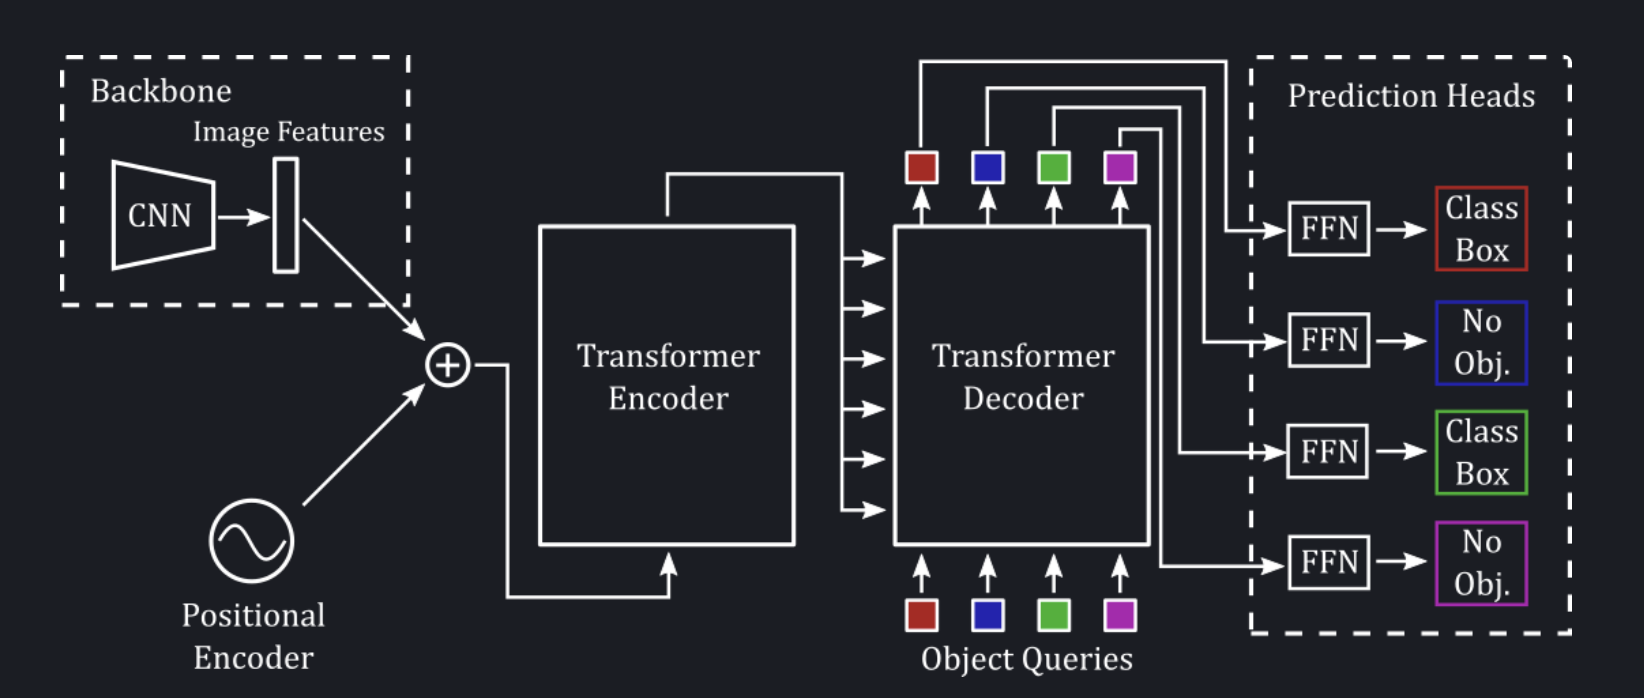 Backbone
Image Features
CNN
Positional
Encoder
Transformer
Encoder
Transformer
Decoder
Object Queries
Prediction Heads
FFN
Class
Box
FFN
No
Obj.
FFN
Class
Box
FFN
No
Obj.